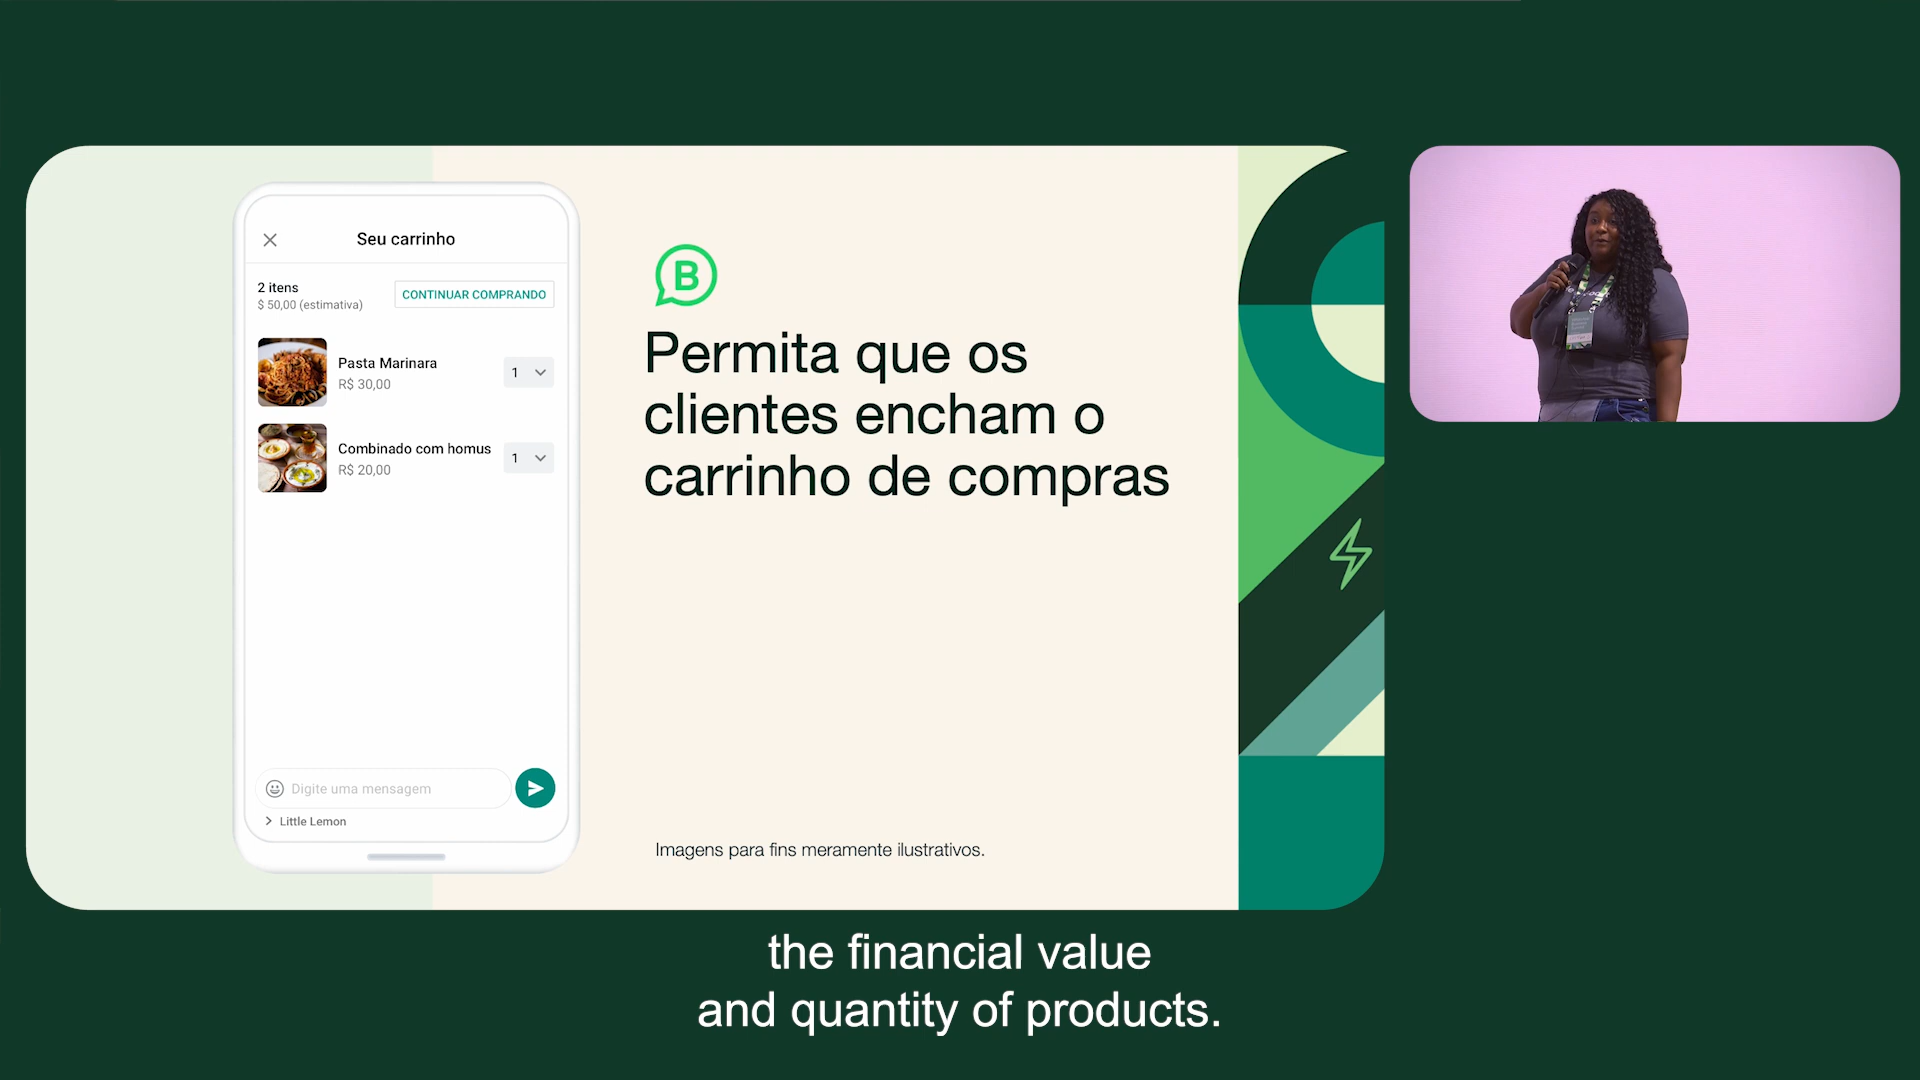 Seu carrinho
2 itens
$ 50,00 (estimativa)
CONTINUAR COMPRANDO
Pasta Marinara
R$ 30,00
1
Combinado com homus
R$ 20,00
1
Digite uma mensagem
Little Lemon
B
Permita que os
clientes encham o
carrinho de compras
Imagens para fins meramente ilustrativos.
the financial value
and quantity of products.